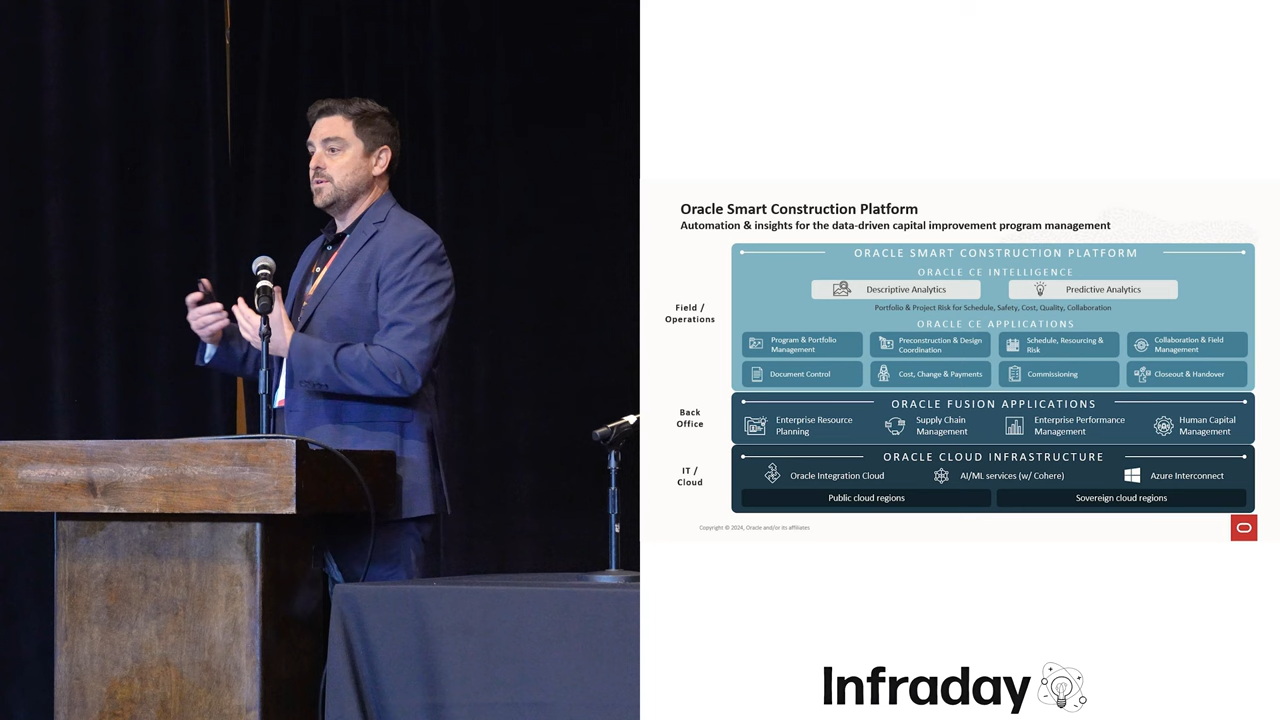 Oracle Smart Construction Platform
Automation & insights for the data-driven capital improvement program management
ORACLE SMART CONSTRUCTION PLATFORM
ORACLE CE INTELLIGENCE
Descriptive Analytics
Predictive Analytics
Portfolio & Project Risk for Schedule, Safety, Cost, Quality, Collaboration
Field /
Operations
ORACLE CE APPLICATIONS
Program & Portfolio
Management
Preconstruction & Design
Coordination
Schedule, Resourcing &
Risk
Collaboration & Field
Management
Document Control
Cost, Change & Payments
Commissioning
Closeout & Handover
Back
Office
ORACLE FUSION APPLICATIONS
Enterprise Resource
Planning
Supply Chain
Management
Enterprise Performance
Management
Human Capital
Management
IT /
Cloud
ORACLE CLOUD INFRASTRUCTURE
Oracle Integration Cloud
AI/ML services (w/ Cohere)
Azure Interconnect
Public cloud regions
Sovereign cloud regions
Copyright © 2024, Oracle and/or its affiliates
Infraday